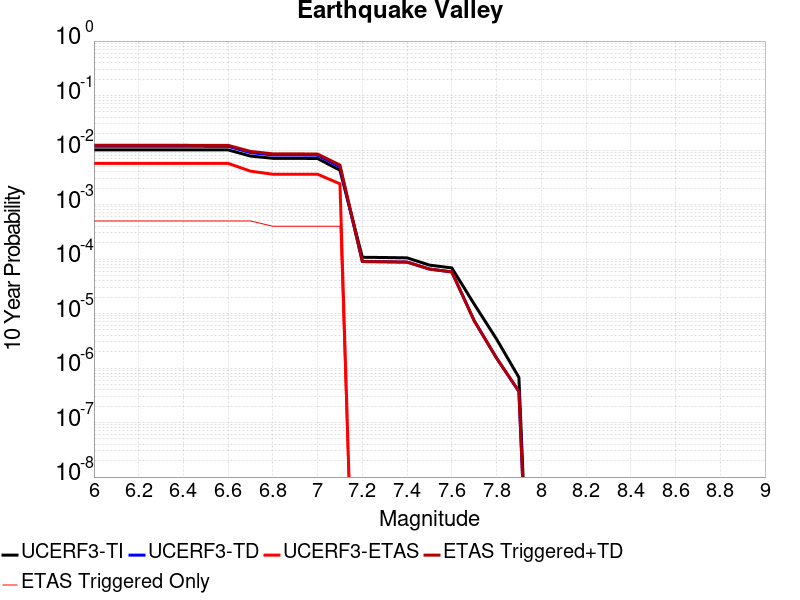 Earthquake Valley
10^0
10^-1
10^-2
10^-3
10^-4
10^-5
10^-6
10^-7
10^-8
10 Year Probability
6 6.2 6.4 6.6 6.8 7 7.2 7.4 7.6 7.8 8 8.2 8.4 8.6 8.8 9
Magnitude
UCERF3-TI UCERF3-TD UCERF3-ETAS ETAS Triggered+TD
ETAS Triggered Only